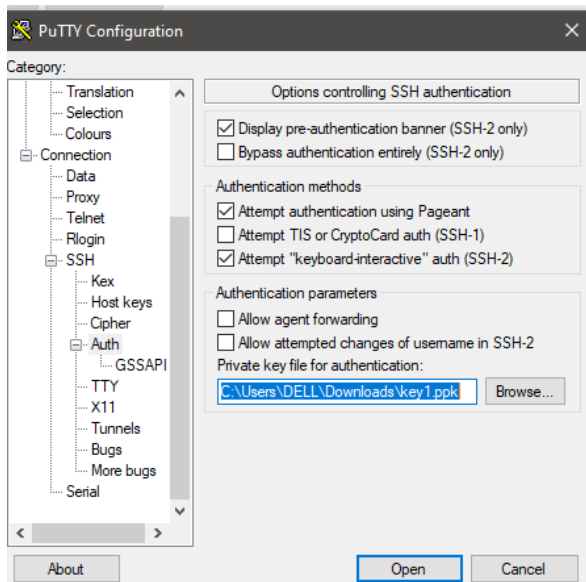 PuTTY Configuration
Category:
Translation
Selection
Colours
Connection
Data
Proxy
Telnet
Rlogin
SSH
Kex
Host keys
Cipher
Auth
GSSAPI
TTY
X11
Tunnels
Bugs
More bugs
Serial
Options controlling SSH authentication
Display pre-authentication banner (SSH-2 only)
Bypass authentication entirely (SSH-2 only)
Authentication methods
Attempt authentication using Pageant
Attempt TIS or CryptoCard auth (SSH-1)
Attempt "keyboard-interactive" auth (SSH-2)
Authentication parameters
Allow agent forwarding
Allow attempted changes of username in SSH-2
Private key file for authentication:
C:\Users\DELL\Downloads\key1.ppk
Browse...
About
Open
Cancel